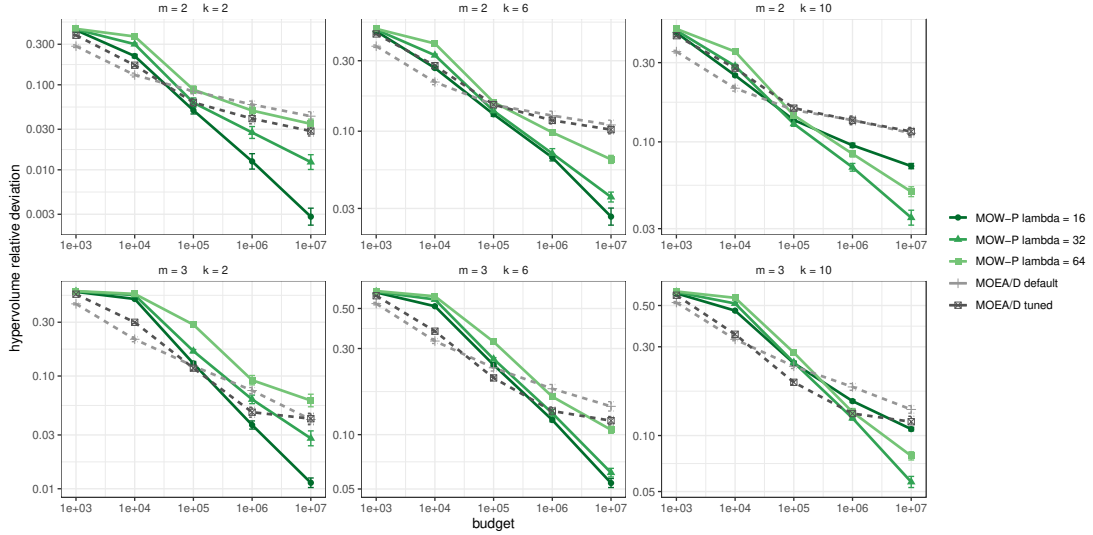 m = 2 k = 2
m = 2 k = 6
m = 2 k = 10
0.300
0.100
0.030
0.010
0.003
1e+03 1e+04 1e+05 1e+06 1e+07
0.30
0.10
0.03
1e+03 1e+04 1e+05 1e+06 1e+07
0.30
0.10
0.03
1e+03 1e+04 1e+05 1e+06 1e+07
m = 3 k = 2
m = 3 k = 6
m = 3 k = 10
0.30
0.10
0.03
0.01
1e+03 1e+04 1e+05 1e+06 1e+07
0.50
0.30
0.10
0.05
1e+03 1e+04 1e+05 1e+06 1e+07
0.50
0.30
0.10
0.05
1e+03 1e+04 1e+05 1e+06 1e+07
hypervolume relative deviation
budget
MOW−P lambda = 16
MOW−P lambda = 32
MOW−P lambda = 64
MOEA/D default
MOEA/D tuned